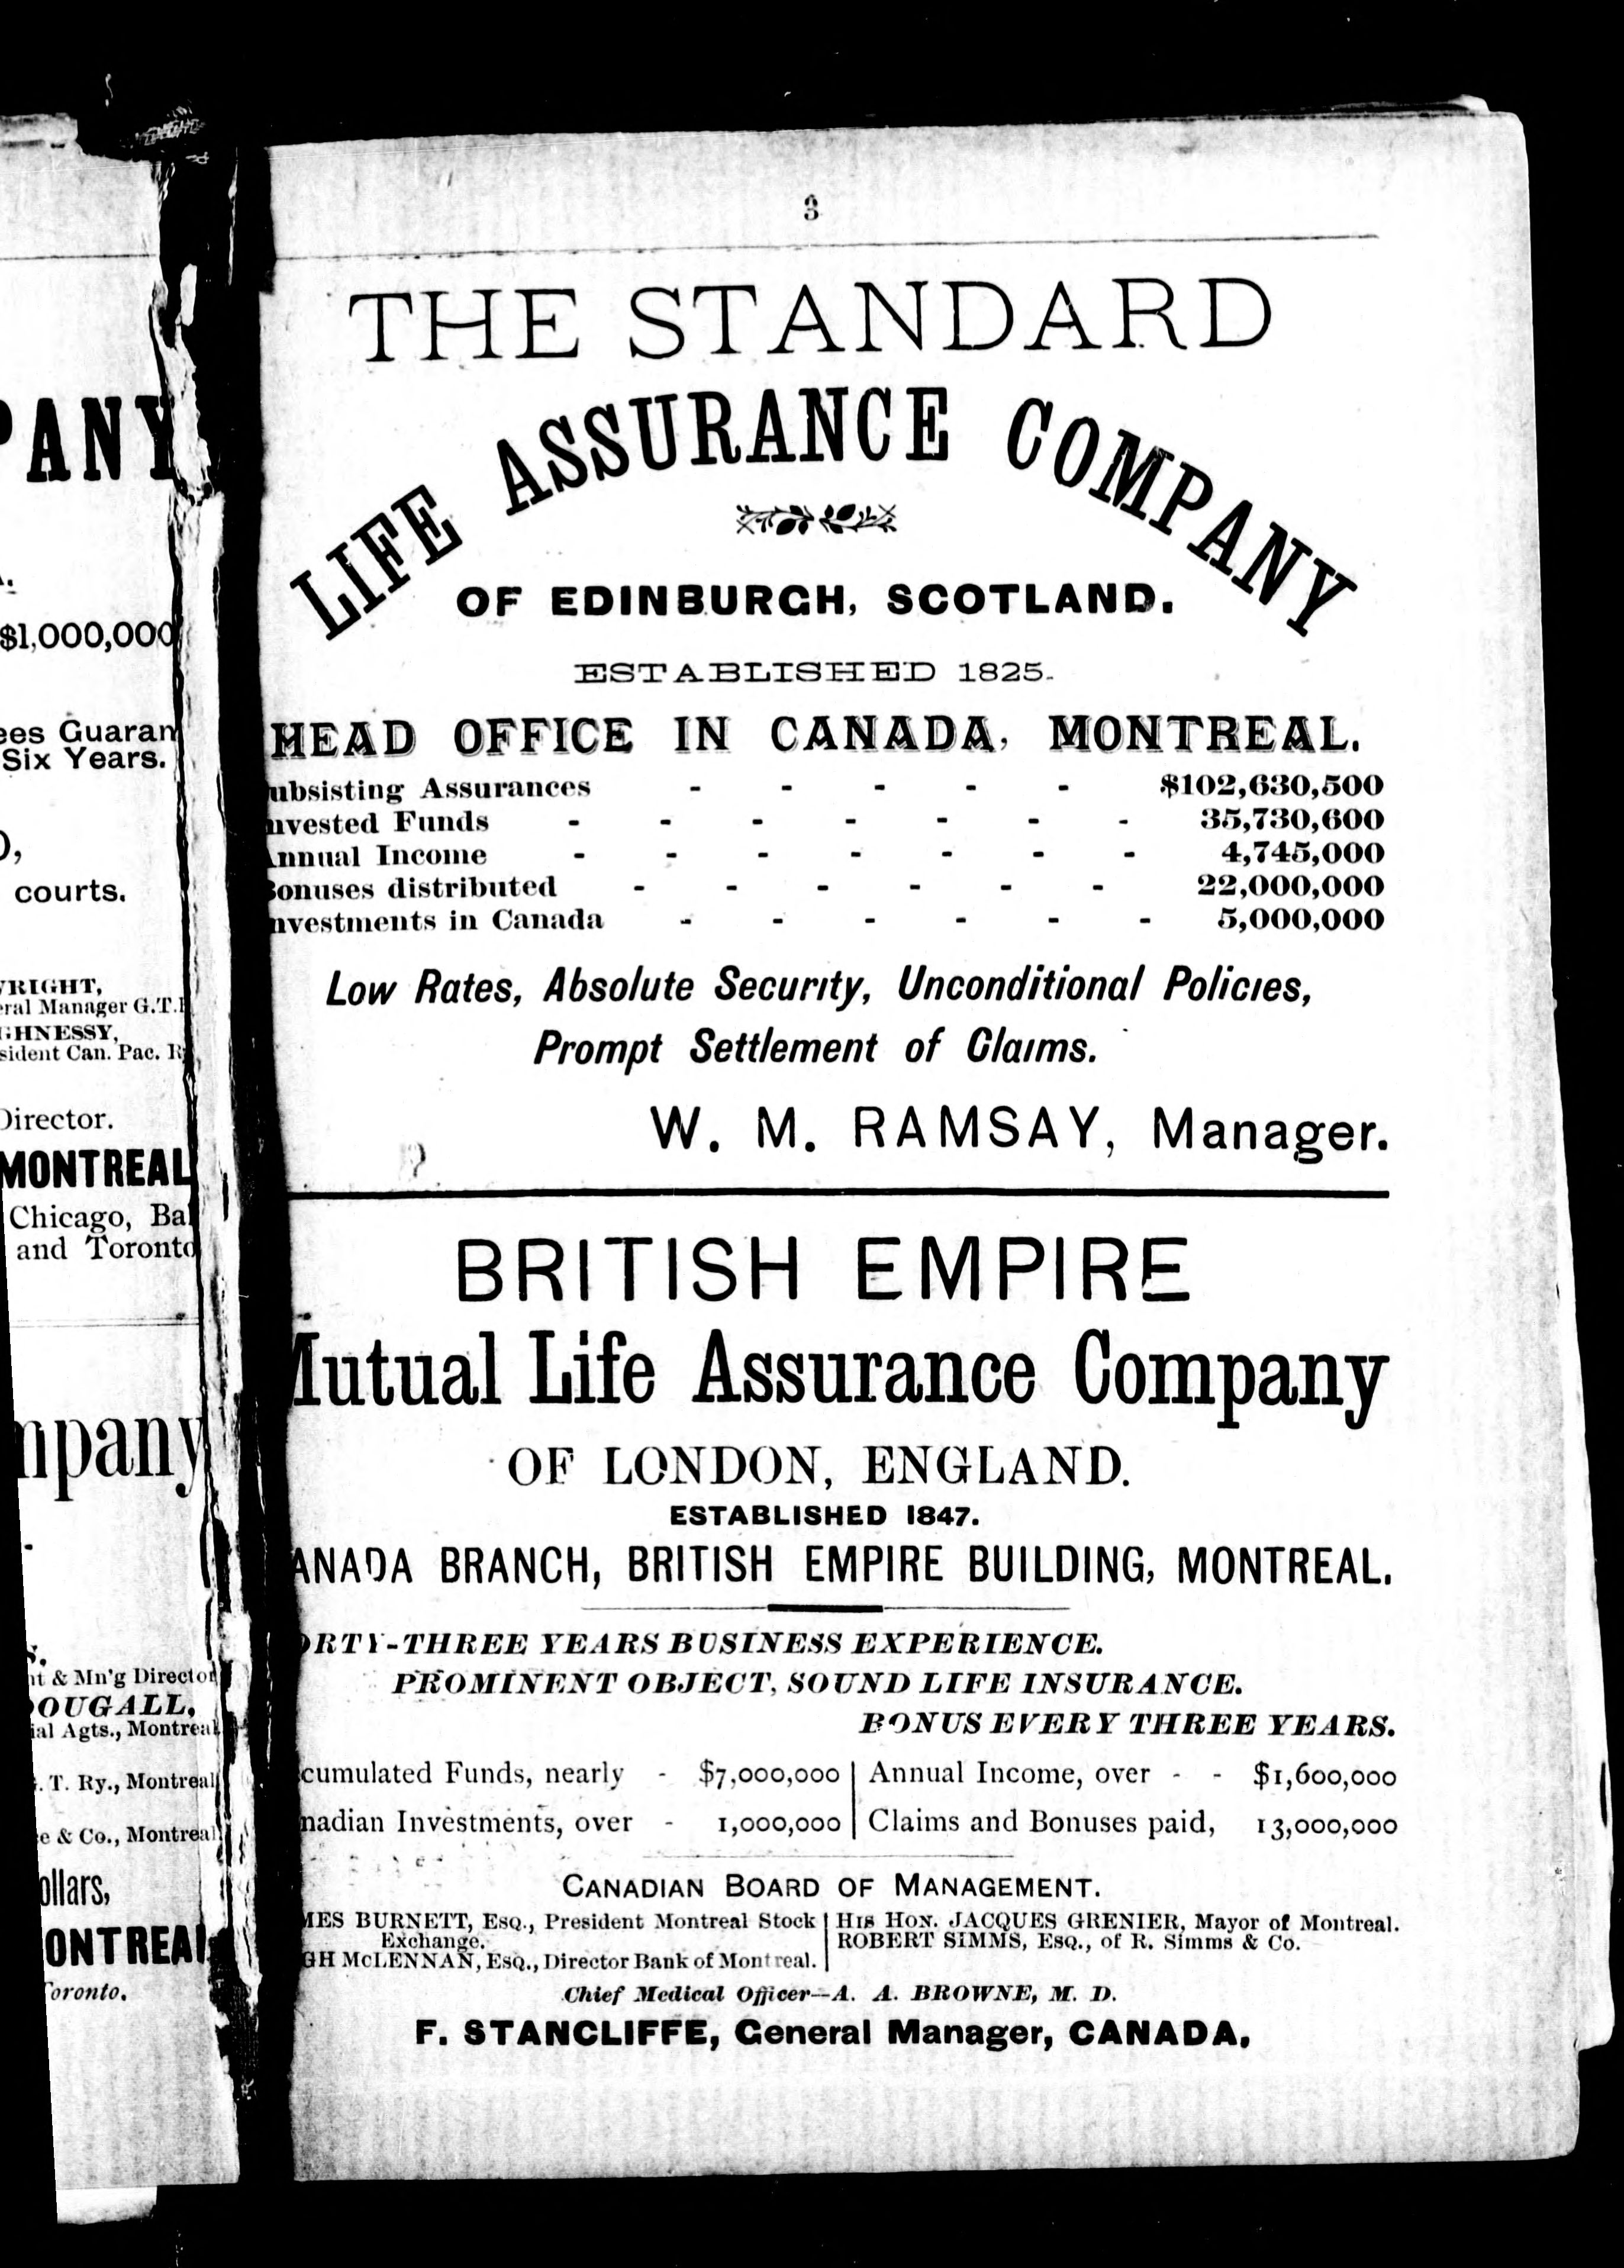 PANY
$1,000,000
ees Guaran
Six Years.
courts.
RIGHT,
ral Manager G.T.
GHNESSY,
sident Can. Pac. R
Director.
MONTREAL
Chicago, Bal
and Toronto
mpany
nt & Mn'g Director
OUGALL,
ial Agts., Montreal
. T. Ry., Montreal
e & Co., Montreal
ollars,
ONTREAL
Toronto.
3
THE STANDARD
LIFE ASSURANCE COMPANY
OF EDINBURGH, SCOTLAND.
ESTABLISHED 1825.
HEAD OFFICE IN CANADA, MONTREAL.
ubsisting Assurances - - - - - $102,630,500
nvested Funds - - - - - - - 35,730,600
nnual Income - - - - - - - 4,745,000
onuses distributed - - - - - - 22,000,000
nvestments in Canada - - - - - - 5,000,000
Low Rates, Absolute Security, Unconditional Policies,
Prompt Settlement of Claims.
W. M. RAMSAY, Manager.
BRITISH EMPIRE
Mutual Life Assurance Company
OF LONDON, ENGLAND.
ESTABLISHED 1847.
ANADA BRANCH, BRITISH EMPIRE BUILDING, MONTREAL.
ORTY-THREE YEARS BUSINESS EXPERIENCE.
PROMINENT OBJECT, SOUND LIFE INSURANCE.
BONUS EVERY THREE YEARS.
cumulated Funds, nearly - $7,000,000 | Annual Income, over - - $1,600,000
nadian Investments, over - 1,000,000 | Claims and Bonuses paid, 13,000,000
CANADIAN BOARD OF MANAGEMENT.
MES BURNETT, ESQ., President Montreal Stock
Exchange.
GH McLENNAN, ESQ., Director Bank of Montreal.
HIS HON. JACQUES GRENIER, Mayor of Montreal.
ROBERT SIMMS, ESQ., of R. Simms & Co.
Chief Medical Officer—A. A. BROWNE, M. D.
F. STANCLIFFE, General Manager, CANADA.